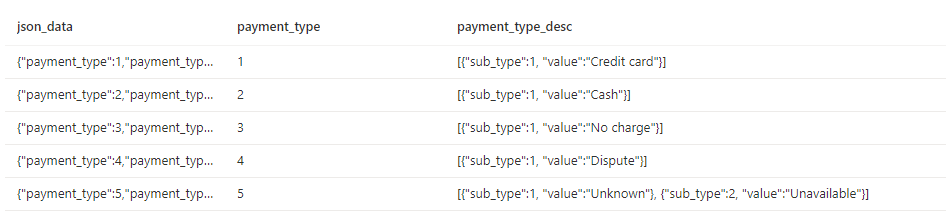 json_data payment_type payment_type_desc
{"payment_type":1,"payment_typ... 1 [{"sub_type":1, "value":"Credit card"}]
{"payment_type":2,"payment_typ... 2 [{"sub_type":1, "value":"Cash"}]
{"payment_type":3,"payment_typ... 3 [{"sub_type":1, "value":"No charge"}]
{"payment_type":4,"payment_typ... 4 [{"sub_type":1, "value":"Dispute"}]
{"payment_type":5,"payment_typ... 5 [{"sub_type":1, "value":"Unknown"}, {"sub_type":2, "value":"Unavailable"}]